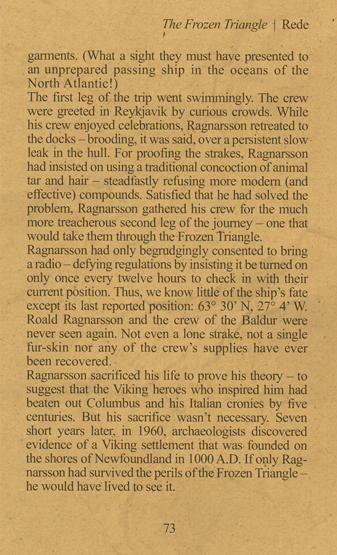 The Frozen Triangle | Rede
garments. (What a sight they must have presented to
an unprepared passing ship in the oceans of the
North Atlantic!)
The first leg of the trip went swimmingly. The crew
were greeted in Reykjavik by curious crowds. While
his crew enjoyed celebrations, Ragnarsson retreated to
the docks – brooding, it was said, over a persistent slow
leak in the hull. For proofing the strakes, Ragnarsson
had insisted on using a traditional concoction of animal
tar and hair – steadfastly refusing more modern (and
effective) compounds. Satisfied that he had solved the
problem, Ragnarsson gathered his crew for the much
more treacherous second leg of the journey – one that
would take them through the Frozen Triangle.
Ragnarsson had only begrudgingly consented to bring
a radio – defying regulations by insisting it be turned on
only once every twelve hours to check in with their
current position. Thus, we know little of the ship's fate
except its last reported position: 63° 30' N, 27° 4' W.
Roald Ragnarsson and the crew of the Baldur were
never seen again. Not even a lone strake, not a single
fur-skin nor any of the crew's supplies have ever
been recovered.
Ragnarsson sacrificed his life to prove his theory – to
suggest that the Viking heroes who inspired him had
beaten out Columbus and his Italian cronies by five
centuries. But his sacrifice wasn't necessary. Seven
short years later, in 1960, archaeologists discovered
evidence of a Viking settlement that was founded on
the shores of Newfoundland in 1000 A.D. If only Rag-
narsson had survived the perils of the Frozen Triangle –
he would have lived to see it.
73